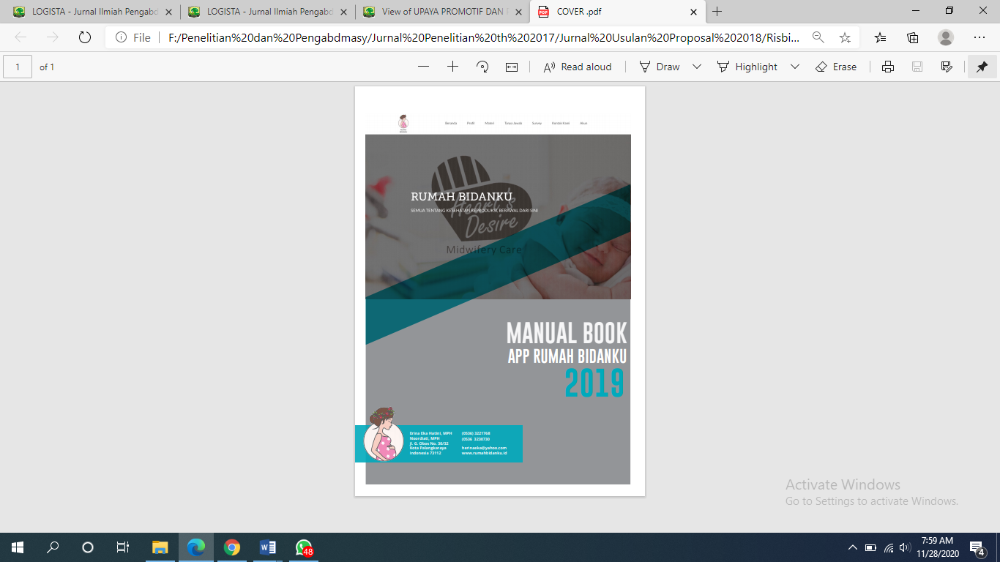 LOGISTA - Jurnal Ilmiah Pengabd
LOGISTA - Jurnal Ilmiah Pengabd
View of UPAYA PROMOTIF DAN
COVER .pdf
File
F:/Penelitian%20dan%20Pengabdmasy/Jurnal%20Penelitian%20th%202017/Jurnal%20Usulan%20Proposal%202018/Risbi...
1
of 1
Read aloud
Draw
Highlight
Erase
Beranda Profil Materi Tanya Jawab Survey Kontak Kami Akun
RUMAH BIDANKU
SEMUA TENTANG KESEHATAN REPRODUKSI, BERAWAL DARI SINI
Heart's
Desire
Midwifery Care
MANUAL BOOK
APP RUMAH BIDANKU
2019
Erina Eka Hatini, MPH
Noordiati, MPH
Jl. G. Obos No. 30/32
Kota Palangkaraya
Indonesia 73112
(0536) 3221768
(0536 3230730
herinaeka@yahoo.com
www.rumahbidanku.id
Activate Windows
Go to Settings to activate Windows.
48
7:59 AM
11/28/2020
4